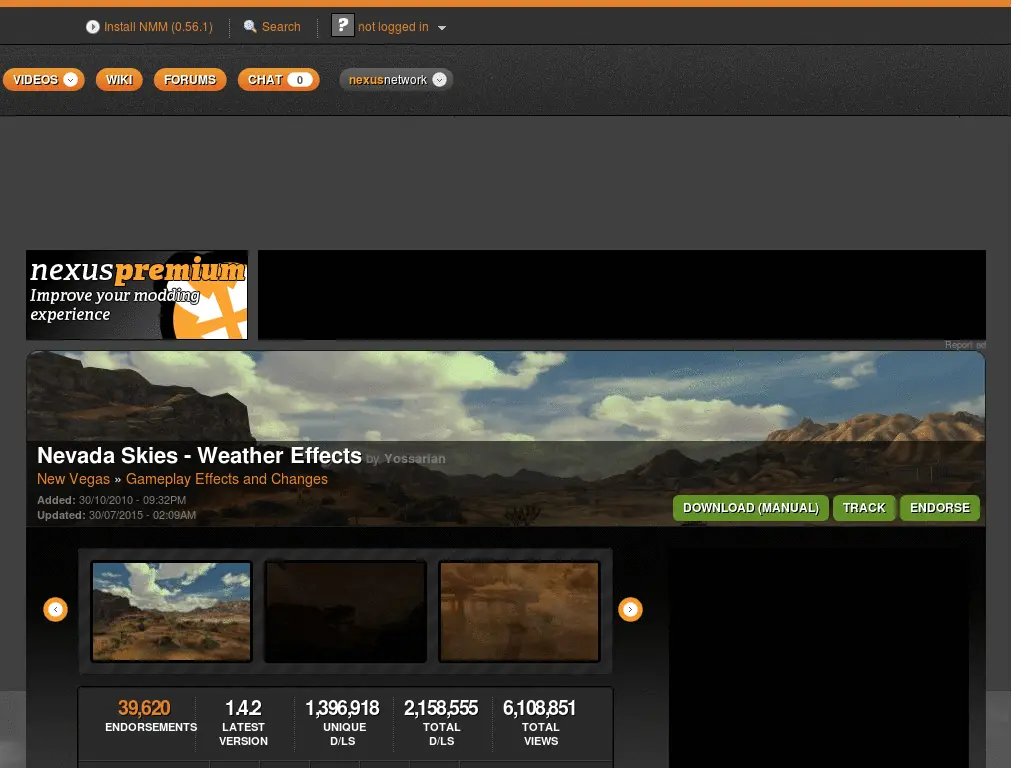 Install NMM (0.56.1) Search ? not logged in
VIDEOS WIKI FORUMS CHAT 0 nexusnetwork
nexuspremium
Improve your modding
experience
Report ad
Nevada Skies - Weather Effects by Yossarian
New Vegas » Gameplay Effects and Changes
Added: 30/10/2010 - 09:32PM
Updated: 30/07/2015 - 02:09AM
DOWNLOAD (MANUAL) TRACK ENDORSE
39,620 1.4.2 1,396,918 2,158,555 6,108,851
ENDORSEMENTS LATEST UNIQUE TOTAL TOTAL
VERSION D/LS D/LS VIEWS